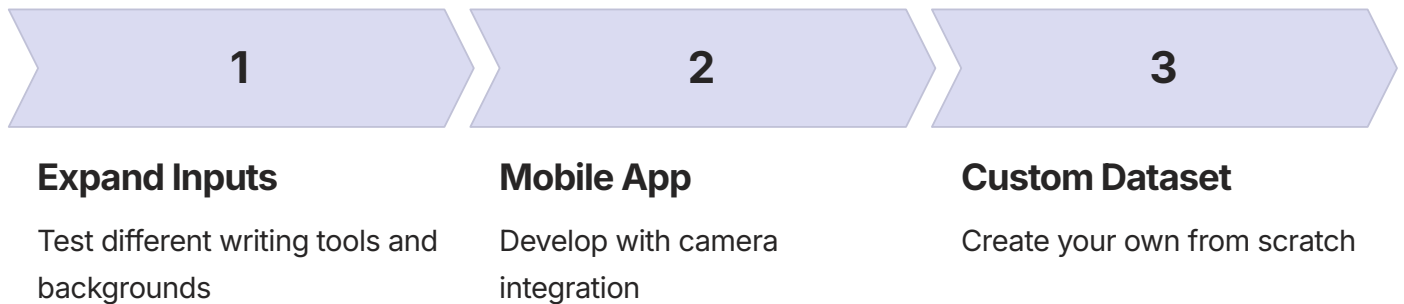 1
2
3
Expand Inputs
Test different writing tools and
backgrounds
Mobile App
Develop with camera
integration
Custom Dataset
Create your own from scratch